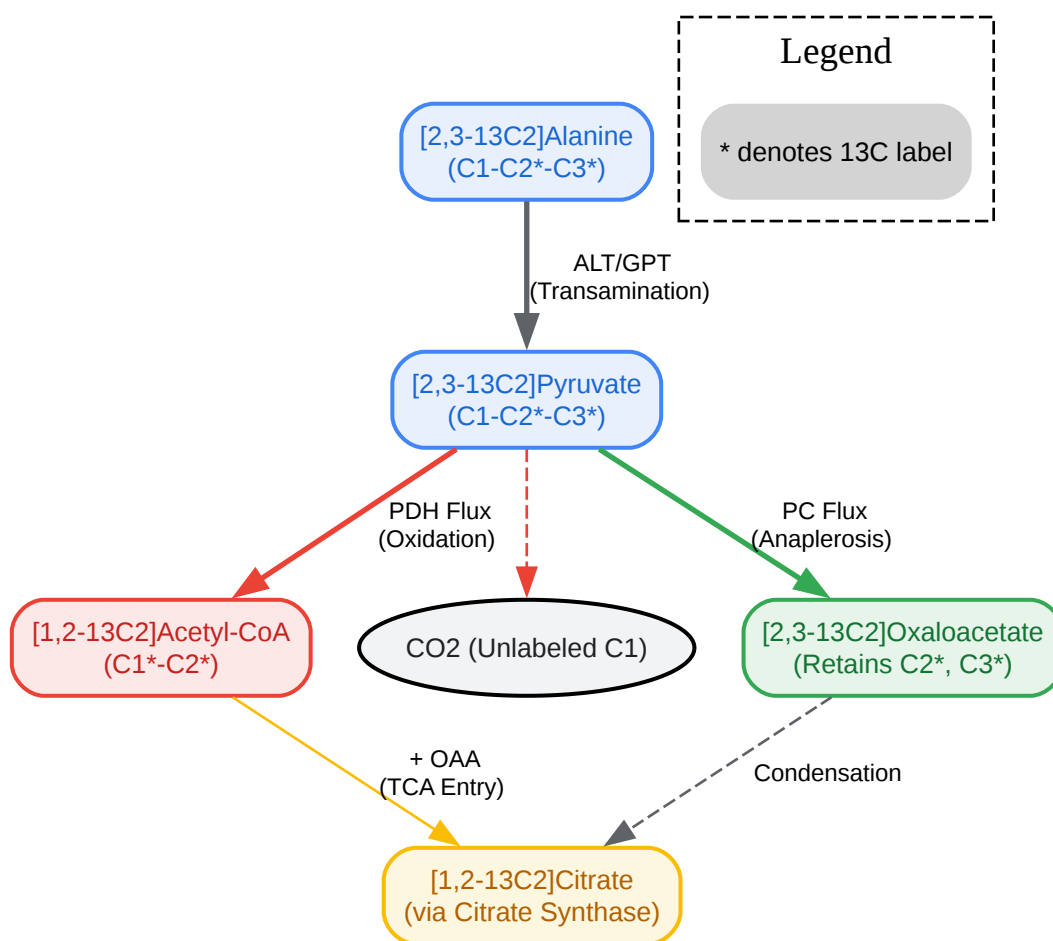 Legend
* denotes 13C label
[2,3-13C2]Alanine
(C1-C2*-C3*)
ALT/GPT
(Transamination)
[2,3-13C2]Pyruvate
(C1-C2*-C3*)
PDH Flux
(Oxidation)
PC Flux
(Anaplerosis)
[1,2-13C2]Acetyl-CoA
(C1*-C2*)
CO2 (Unlabeled C1)
[2,3-13C2]Oxaloacetate
(Retains C2*, C3*)
+ OAA
(TCA Entry)
Condensation
[1,2-13C2]Citrate
(via Citrate Synthase)